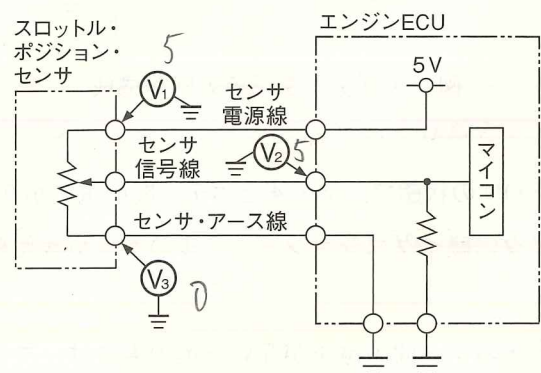 スロットル・
ポジション・
センサ
エンジンECU
5
5V
V1
センサ
電源線
センサ
信号線
V2
5
マイコン
センサ・アース線
V3
0